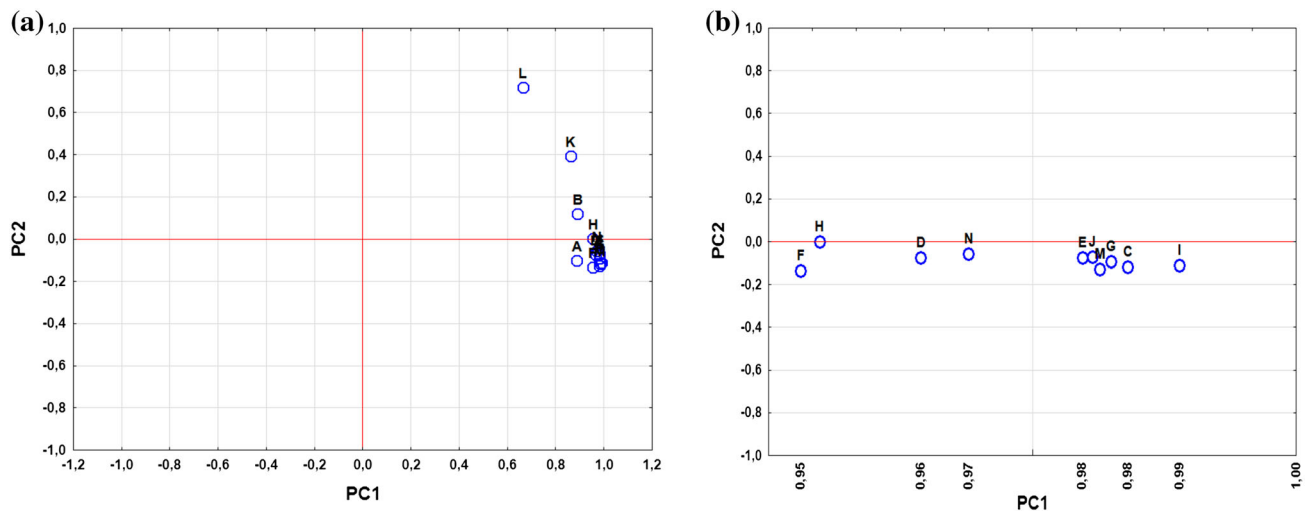 (a)
1,0
0,8
0,6
0,4
0,2
0,0
-0,2
-0,4
-0,6
-0,8
-1,0
PC2
L
K
B
H
A
-1,2 -1,0 -0,8 -0,6 -0,4 -0,2 0,0 0,2 0,4 0,6 0,8 1,0 1,2
PC1
(b)
1,0
0,8
0,6
0,4
0,2
0,0
-0,2
-0,4
-0,6
-0,8
-1,0
PC2
F H D N E J M G C I
0,95 0,96 0,97 0,98 0,98 0,99 1,00
PC1